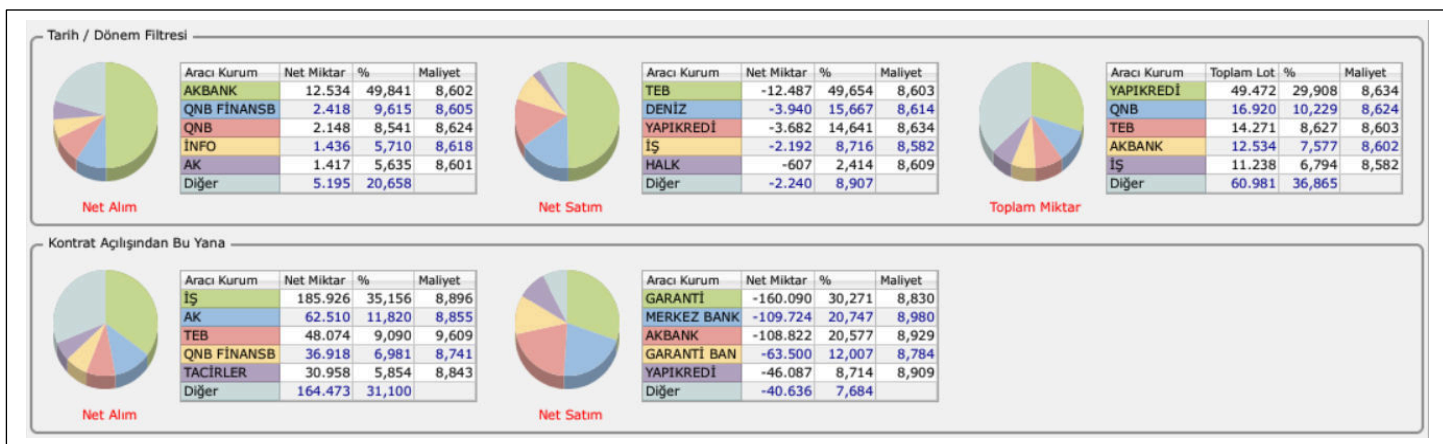 Tarih / Dönem Filtresi
Aracı Kurum Net Miktar % Maliyet
AKBANK 12.534 49,841 8,602
QNB FİNANSB 2.418 9,615 8,605
QNB 2.148 8,541 8,624
İNFO 1.436 5,710 8,618
AK 1.417 5,635 8,601
Diğer 5.195 20,658
Net Alım
Aracı Kurum Net Miktar % Maliyet
TEB -12.487 49,654 8,603
DENİZ -3.940 15,667 8,614
YAPIKREDİ -3.682 14,641 8,634
İŞ -2.192 8,716 8,582
HALK -607 2,414 8,609
Diğer -2.240 8,907
Net Satım
Aracı Kurum Toplam Lot % Maliyet
YAPIKREDİ 49.472 29,908 8,634
QNB 16.920 10,229 8,624
TEB 14.271 8,627 8,603
AKBANK 12.534 7,577 8,602
İŞ 11.238 6,794 8,582
Diğer 60.981 36,865
Toplam Miktar
Kontrat Açılışından Bu Yana
Aracı Kurum Net Miktar % Maliyet
İŞ 185.926 35,156 8,896
AK 62.510 11,820 8,855
TEB 48.074 9,090 9,609
QNB FİNANSB 36.918 6,981 8,741
TACİRLER 30.958 5,854 8,843
Diğer 164.473 31,100
Net Alım
Aracı Kurum Net Miktar % Maliyet
GARANTİ -160.090 30,271 8,830
MERKEZ BANK -109.724 20,747 8,980
AKBANK -108.822 20,577 8,929
GARANTİ BAN -63.500 12,007 8,784
YAPIKREDİ -46.087 8,714 8,909
Diğer -40.636 7,684
Net Satım